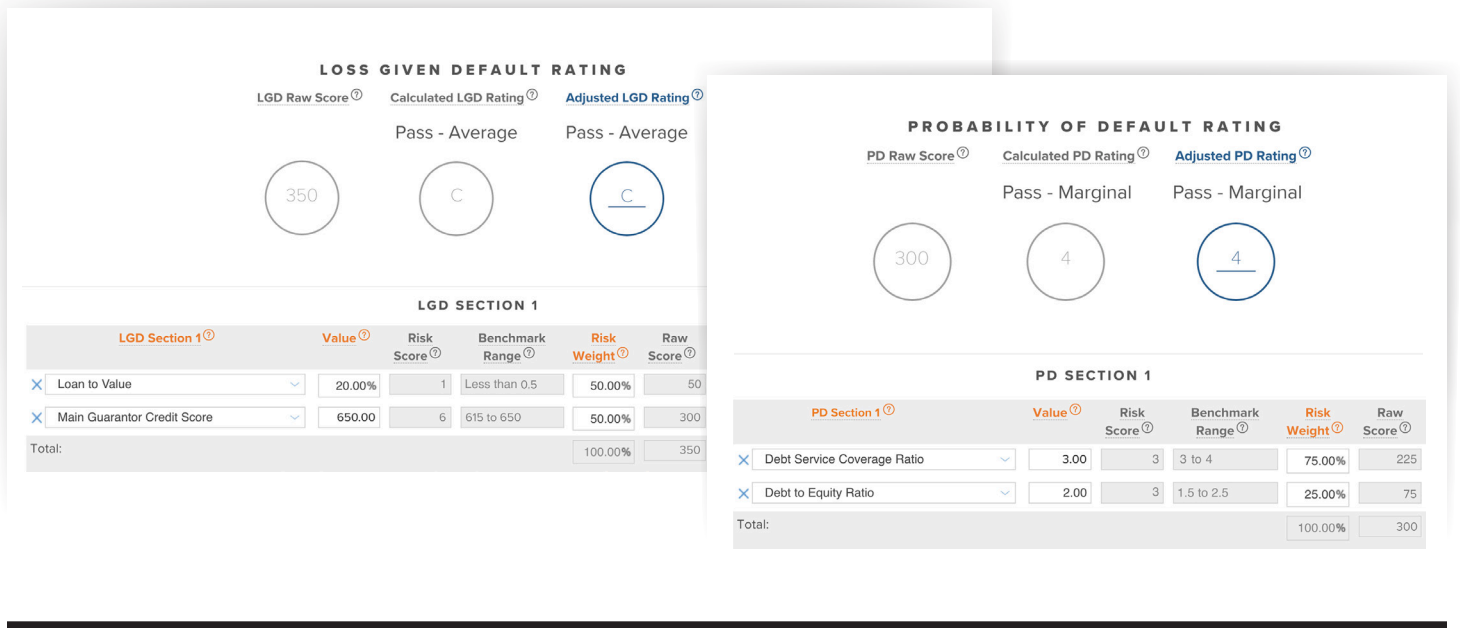 LOSS GIVEN DEFAULT RATING
LGD Raw Score? Calculated LGD Rating? Adjusted LGD Rating?
Pass - Average Pass - Average
350 C C
LGD SECTION 1
LGD Section 1? Value? Risk Score? Benchmark Range? Risk Weight? Raw Score?
Loan to Value 20.00% 1 Less than 0.5 50.00% 50
Main Guarantor Credit Score 650.00 6 615 to 650 50.00% 300
Total: 100.00% 350
PROBABILITY OF DEFAULT RATING
PD Raw Score? Calculated PD Rating? Adjusted PD Rating?
Pass - Marginal Pass - Marginal
300 4 4
PD SECTION 1
PD Section 1? Value? Risk Score? Benchmark Range? Risk Weight? Raw Score?
Debt Service Coverage Ratio 3.00 3 3 to 4 75.00% 225
Debt to Equity Ratio 2.00 3 1.5 to 2.5 25.00% 75
Total: 100.00% 300